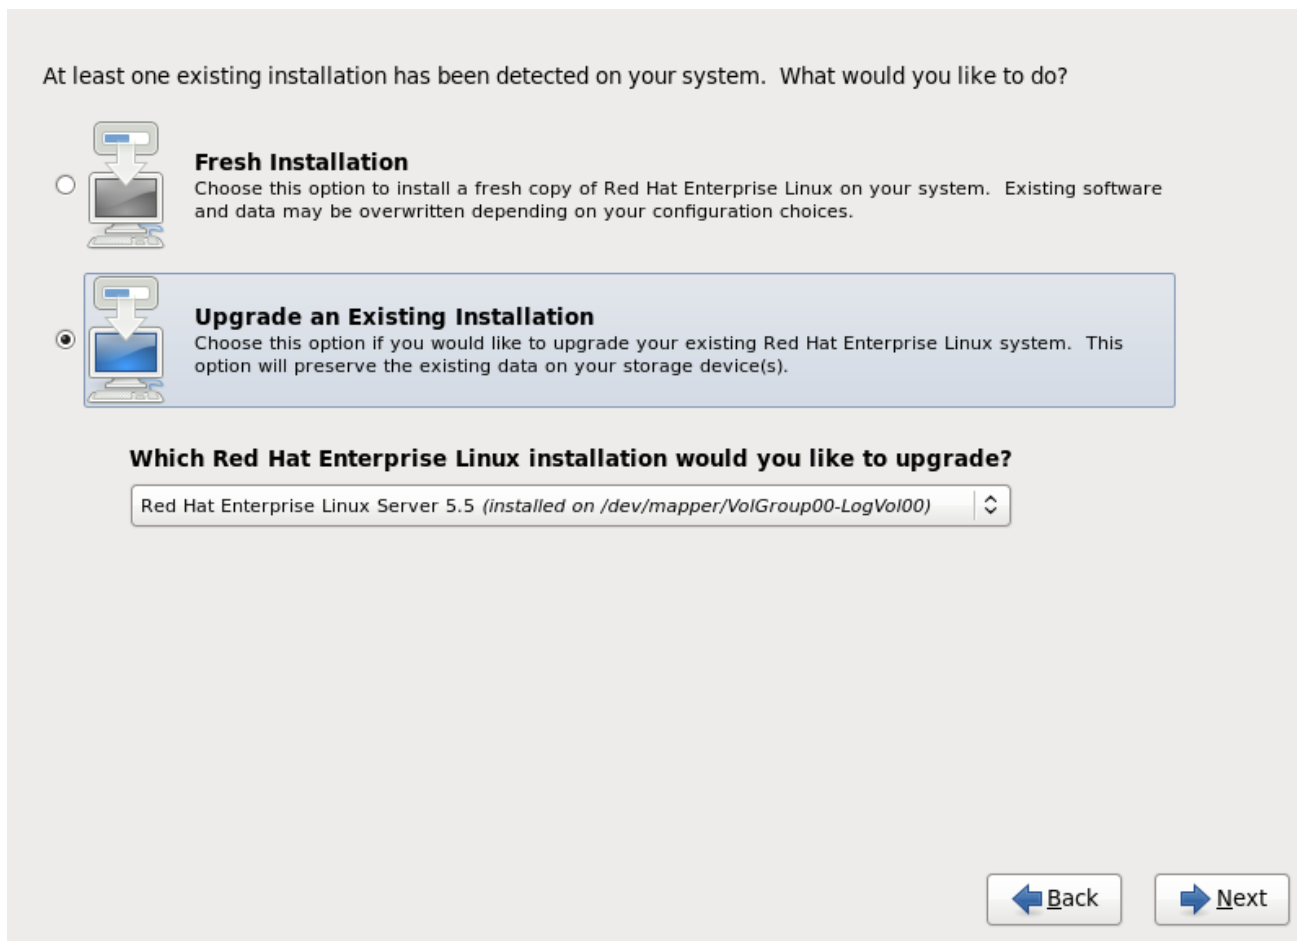 At least one existing installation has been detected on your system.  What would you like to do?
Fresh Installation
Choose this option to install a fresh copy of Red Hat Enterprise Linux on your system.  Existing software
and data may be overwritten depending on your configuration choices.
Upgrade an Existing Installation
Choose this option if you would like to upgrade your existing Red Hat Enterprise Linux system.  This
option will preserve the existing data on your storage device(s).
Which Red Hat Enterprise Linux installation would you like to upgrade?
Red Hat Enterprise Linux Server 5.5 (installed on /dev/mapper/VolGroup00-LogVol00)
Back
Next